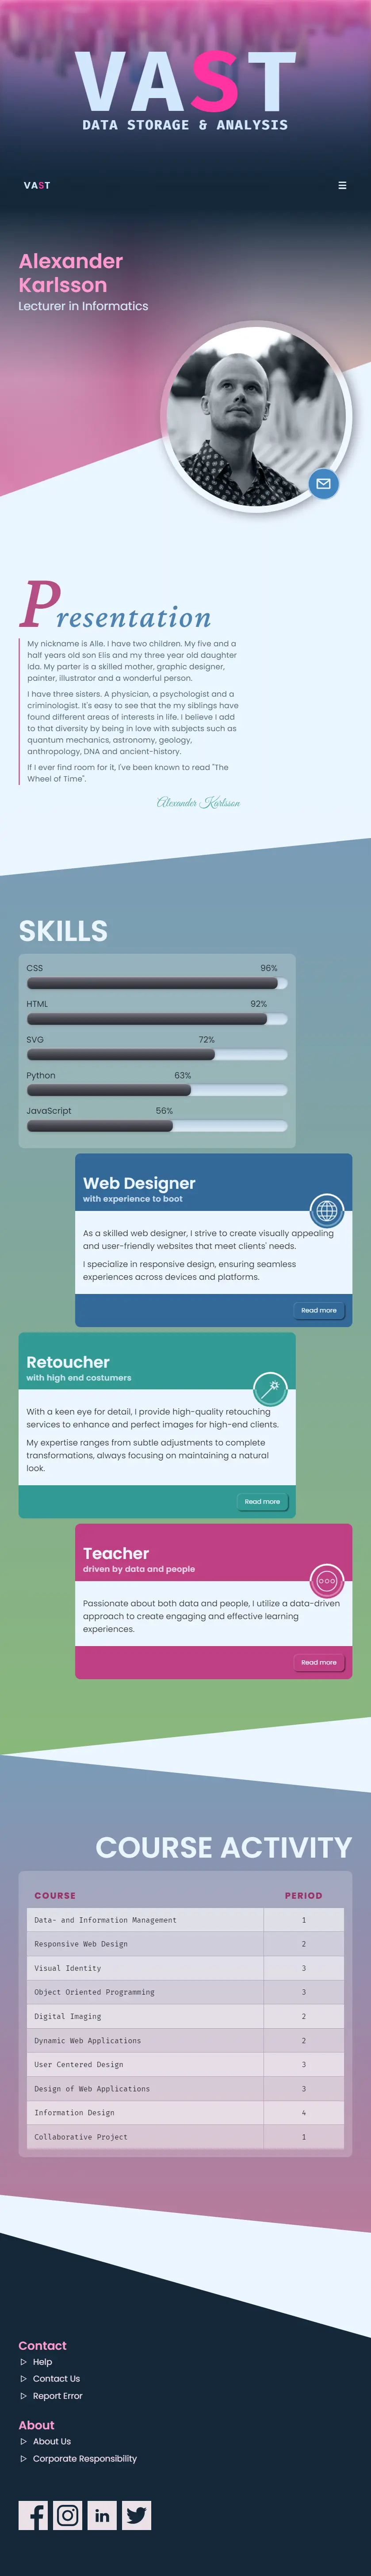 VAST
DATA STORAGE & ANALYSIS
VAST
Alexander
Karlsson
Lecturer in Informatics
Presentation
My nickname is Alle. I have two children. My five and a
half years old son Elis and my three year old daughter
Ida. My parter is a skilled mother, graphic designer,
painter, illustrator and a wonderful person.
I have three sisters. A physician, a psychologist and a
criminologist. It's easy to see that the my siblings have
found different areas of interests in life. I believe I add
to that diversity by being in love with subjects such as
quantum mechanics, astronomy, geology,
anthropology, DNA and ancient-history.
If I ever find room for it, I've been known to read "The
Wheel of Time".
Alexander Karlsson
SKILLS
CSS 96%
HTML 92%
SVG 72%
Python 63%
JavaScript 56%
Web Designer
with experience to boot
As a skilled web designer, I strive to create visually appealing
and user-friendly websites that meet clients' needs.
I specialize in responsive design, ensuring seamless
experiences across devices and platforms.
Read more
Retoucher
with high end costumers
With a keen eye for detail, I provide high-quality retouching
services to enhance and perfect images for high-end clients.
My expertise ranges from subtle adjustments to complete
transformations, always focusing on maintaining a natural
look.
Read more
Teacher
driven by data and people
Passionate about both data and people, I utilize a data-driven
approach to create engaging and effective learning
experiences.
Read more
COURSE ACTIVITY
COURSE PERIOD
Data- and Information Management 1
Responsive Web Design 2
Visual Identity 3
Object Oriented Programming 3
Digital Imaging 2
Dynamic Web Applications 2
User Centered Design 3
Design of Web Applications 3
Information Design 4
Collaborative Project 1
Contact
Help
Contact Us
Report Error
About
About Us
Corporate Responsibility